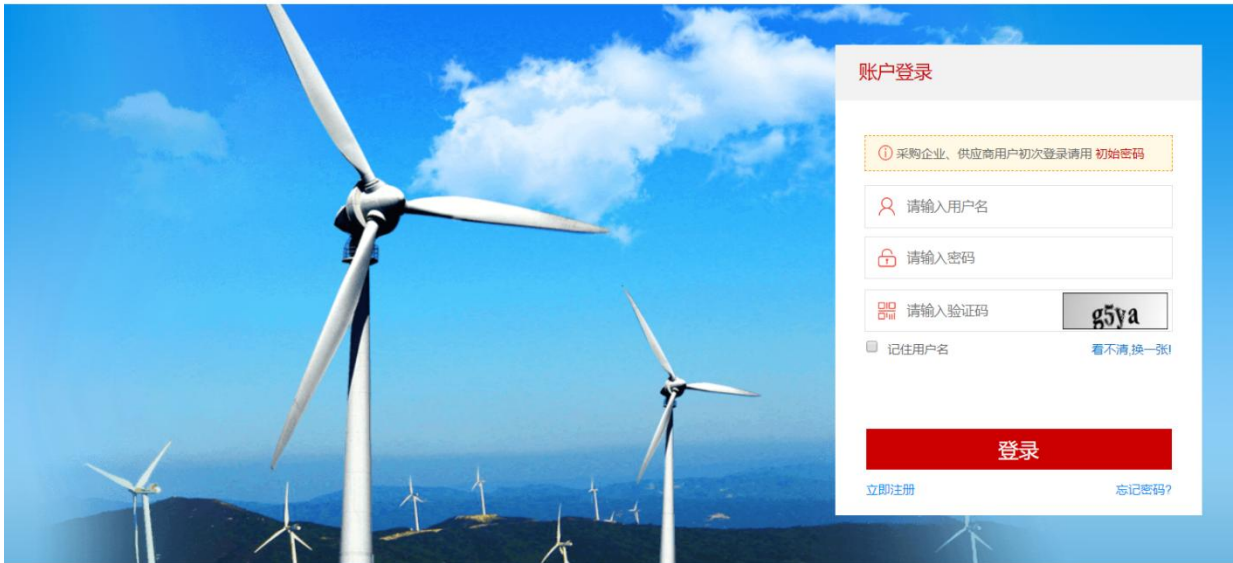 账户登录
采购企业、供应商用户初次登录请用 初始密码
请输入用户名
请输入密码
请输入验证码 g5ya
记住用户名 看不清,换一张!
登录
立即注册 忘记密码?